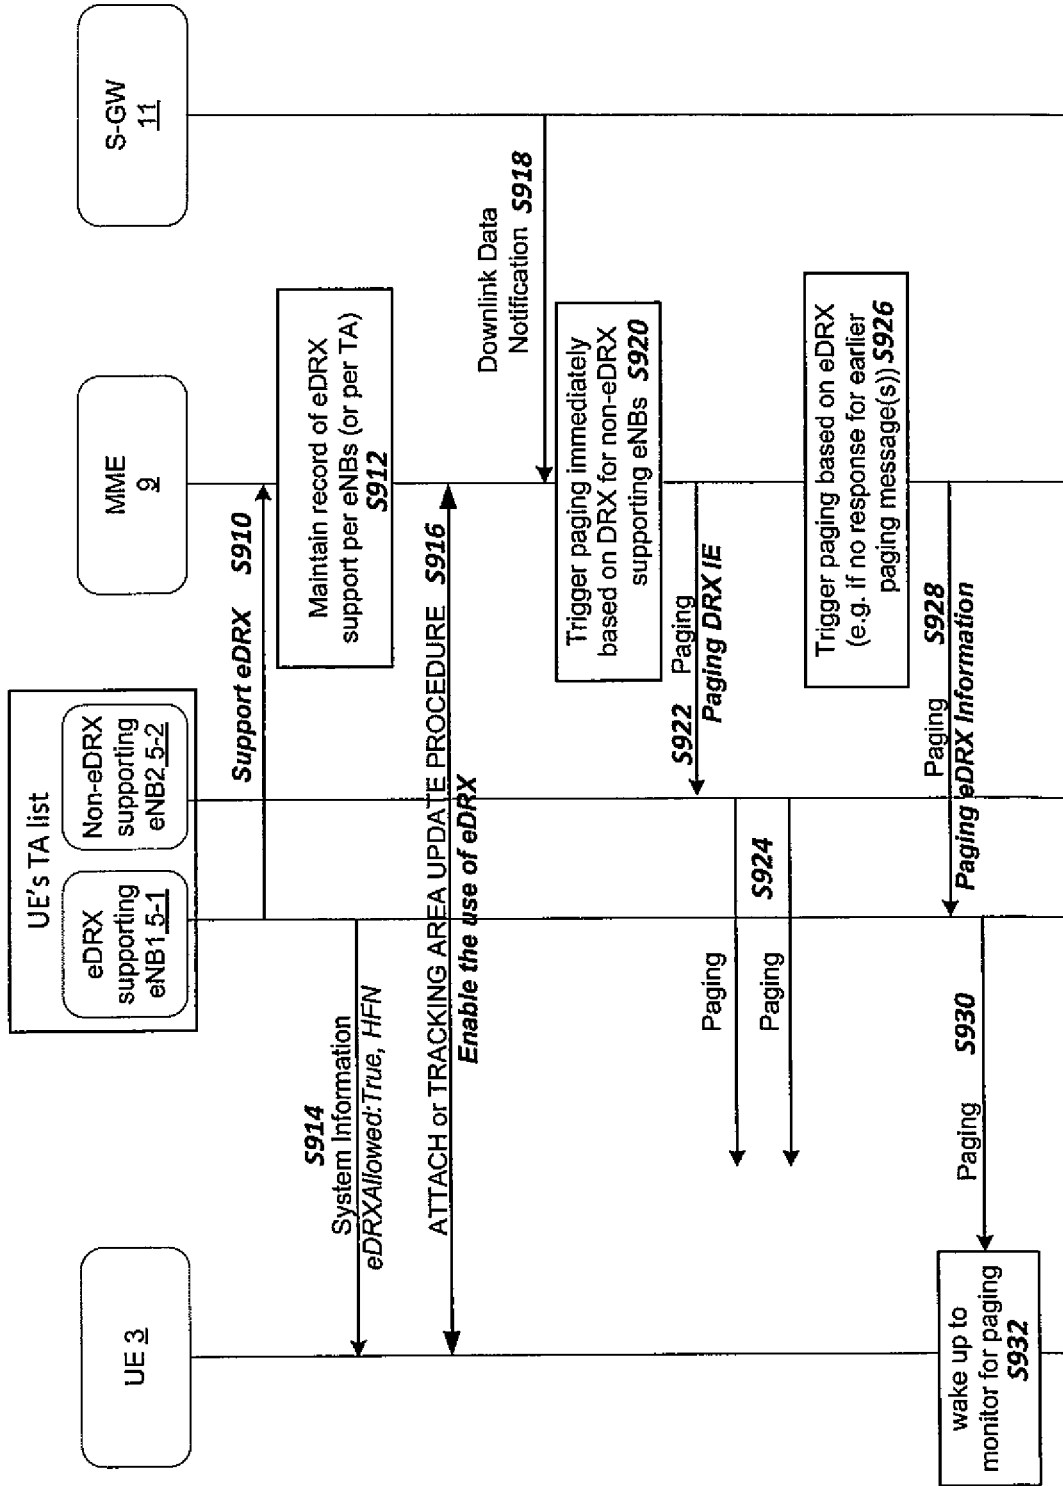 UE's TA list
UE 3
eDRX
supporting
eNB1 5-1
Non-eDRX
supporting
eNB2 5-2
MME
9
S-GW
11
Support eDRX S910
Maintain record of eDRX
support per eNBs (or per TA)
S912
S914
System Information
eDRXAllowed:True, HFN
ATTACH or TRACKING AREA UPDATE PROCEDURE S916
Enable the use of eDRX
Downlink Data
Notification S918
Trigger paging immediately
based on DRX for non-eDRX
supporting eNBs S920
S922 Paging
Paging DRX IE
Paging
S924
Paging
Trigger paging based on eDRX
(e.g. if no response for earlier
paging message(s)) S926
Paging S928
Paging eDRX Information
Paging S930
wake up to
monitor for paging
S932